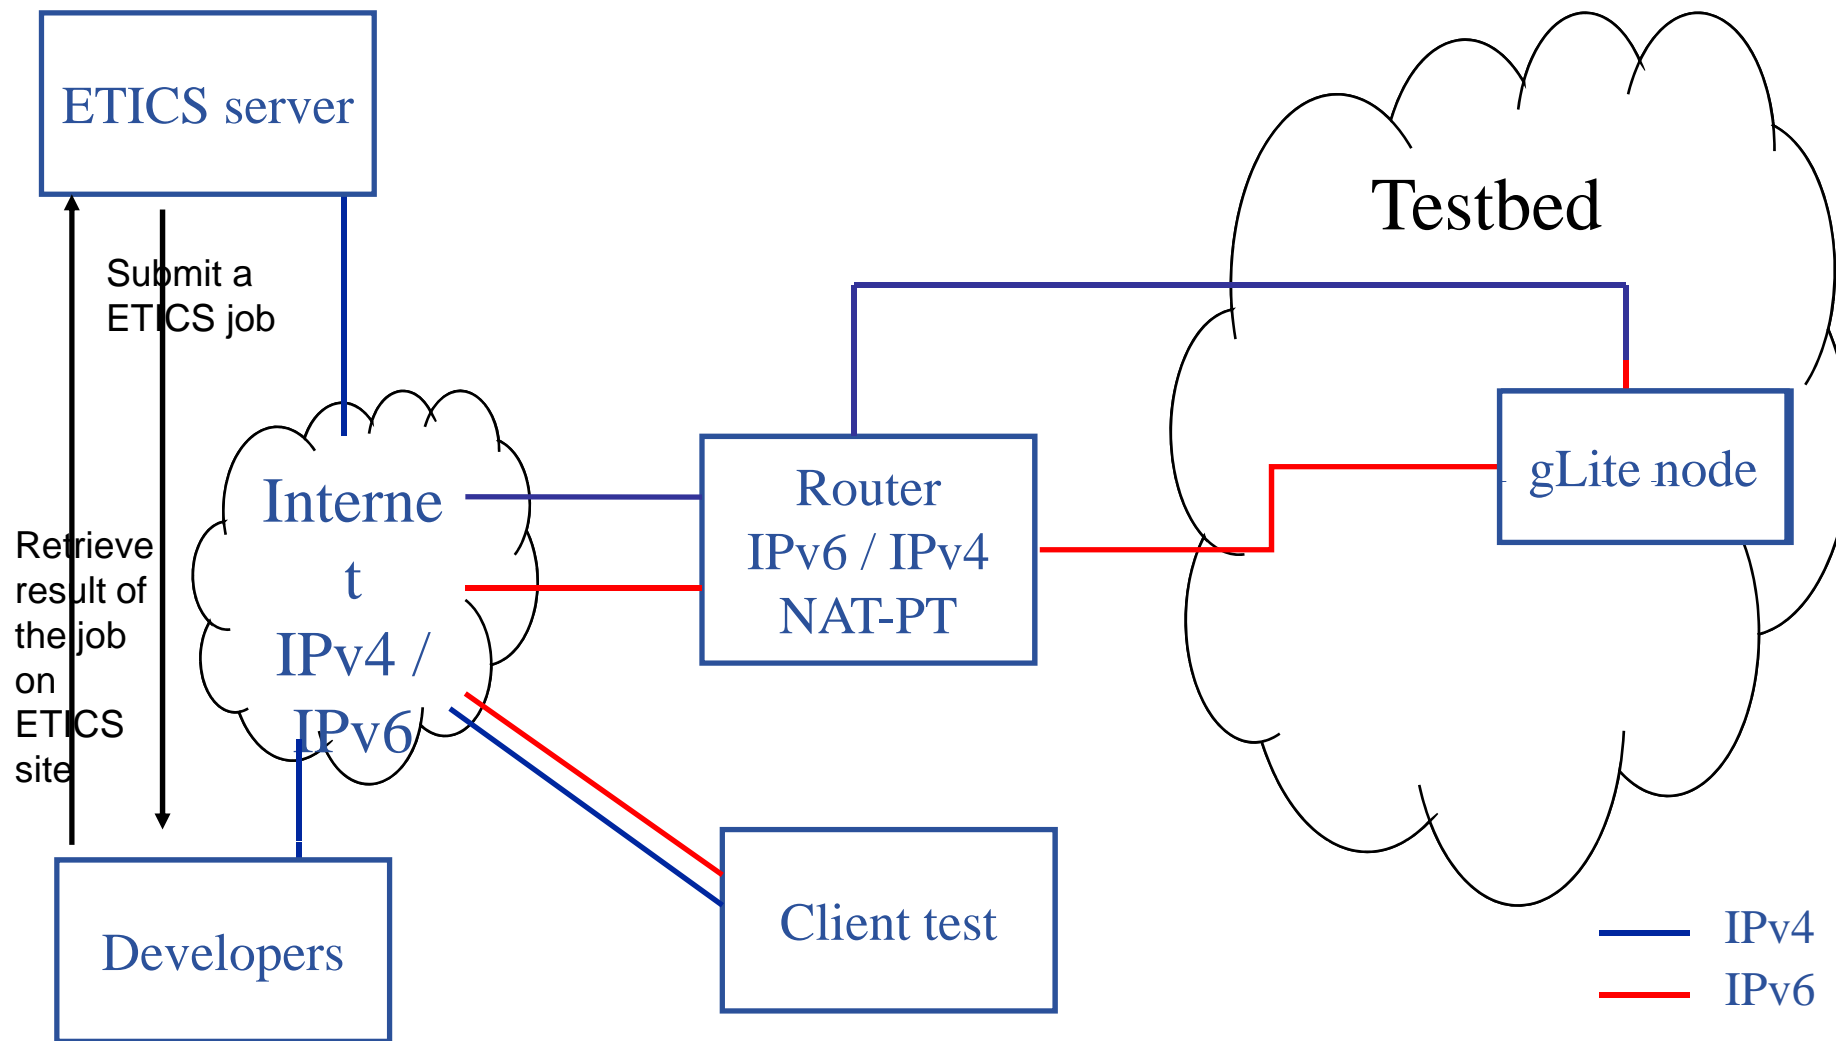 ETICS server
Testbed
Submit a
ETICS job
Interne
t
IPv4 /
IPv6
Router
IPv6 / IPv4
NAT-PT
gLite node
Retrieve
result of
the job
on
ETICS
site
Client test
Developers
IPv4
IPv6